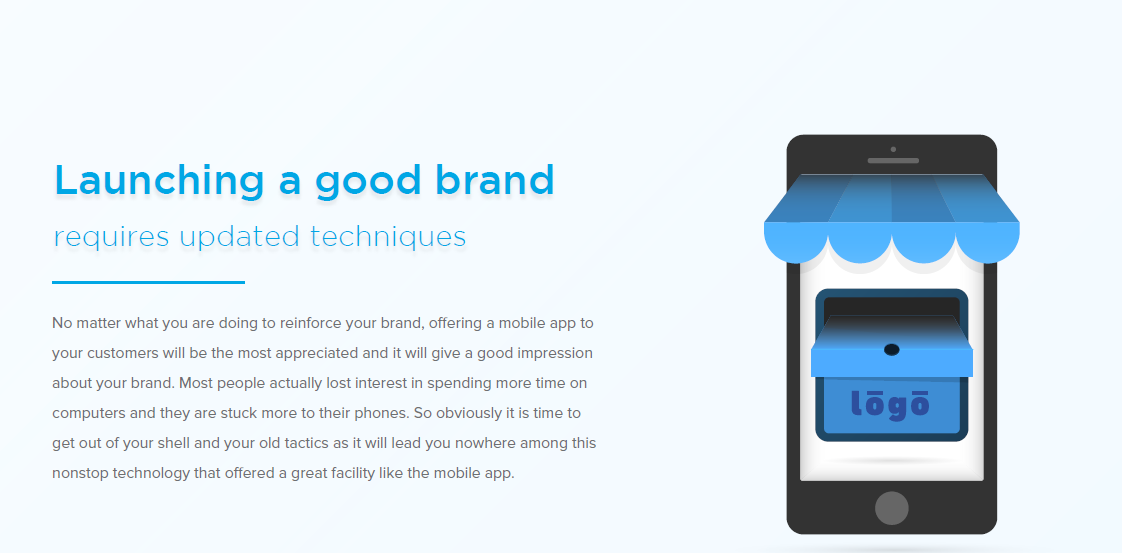 Launching a good brand
requires updated techniques
No matter what you are doing to reinforce your brand, offering a mobile app to
your customers will be the most appreciated and it will give a good impression
about your brand. Most people actually lost interest in spending more time on
computers and they are stuck more to their phones. So obviously it is time to
get out of your shell and your old tactics as it will lead you nowhere among this
nonstop technology that offered a great facility like the mobile app.
lōgō